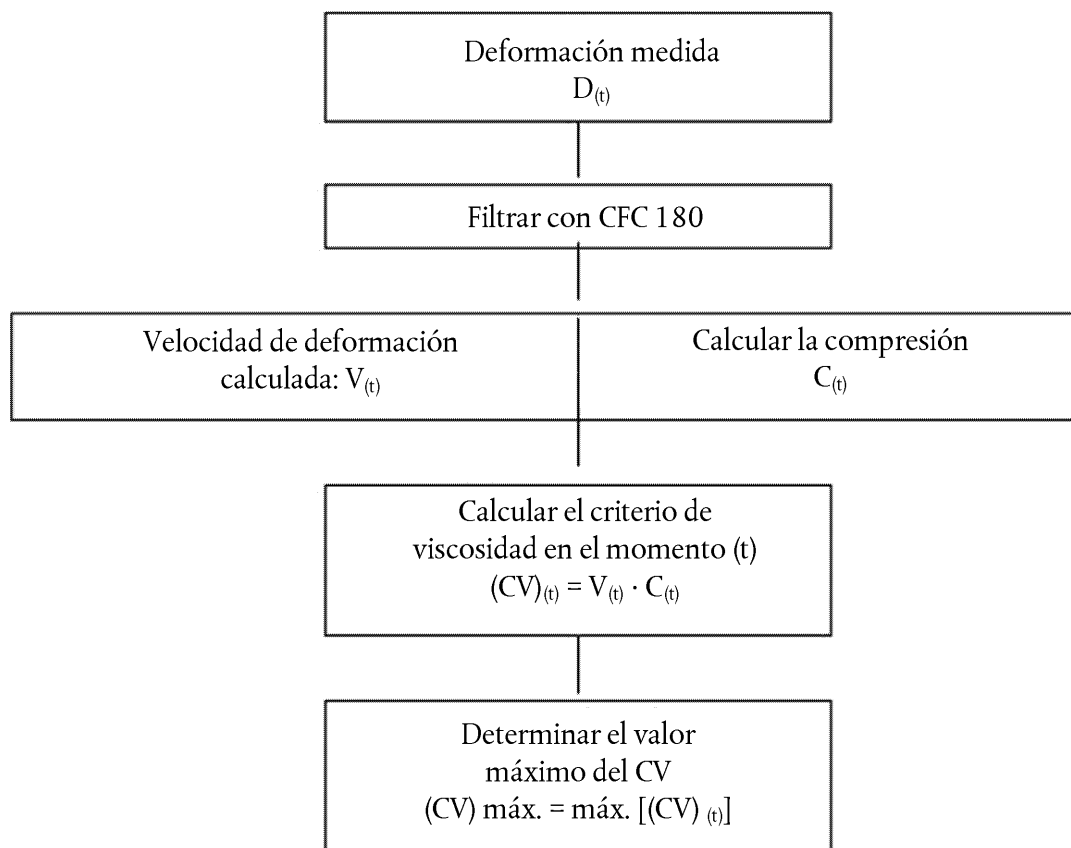 Deformación medida
D(t)
Filtrar con CFC 180
Velocidad de deformación
calculada: V(t)
Calcular la compresión
C(t)
Calcular el criterio de
viscosidad en el momento (t)
(CV)(t) = V(t) · C(t)
Determinar el valor
máximo del CV
(CV) máx. = máx. [(CV) (t)]